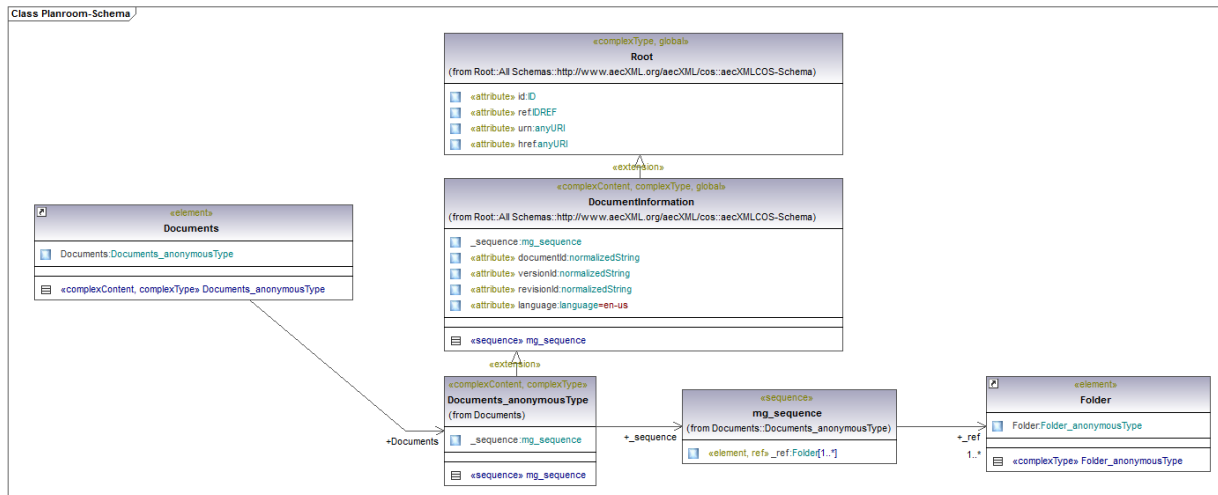 Class Planroom-Schema
«complexType, global»
Root
(from Root::All Schemas::http://www.aecXML.org/aecXML/cos::aecXMLCOS-Schema)
«attribute» id:ID
«attribute» ref:IDREF
«attribute» urn:anyURI
«attribute» href:anyURI
«extension»
«complexContent, complexType, global»
DocumentInformation
(from Root::All Schemas::http://www.aecXML.org/aecXML/cos::aecXMLCOS-Schema)
_sequence:mg_sequence
«attribute» documentId:normalizedString
«attribute» versionId:normalizedString
«attribute» revisionId:normalizedString
«attribute» language:language=en-us
«sequence» mg_sequence
«element»
Documents
Documents:Documents_anonymousType
«complexContent, complexType» Documents_anonymousType
«extension»
«complexContent, complexType»
Documents_anonymousType
(from Documents)
_sequence:mg_sequence
«sequence» mg_sequence
+Documents
+_sequence
«sequence»
mg_sequence
(from Documents::Documents_anonymousType)
«element, ref» _ref:Folder[1..*]
+_ref
1..*
«element»
Folder
Folder:Folder_anonymousType
«complexType» Folder_anonymousType